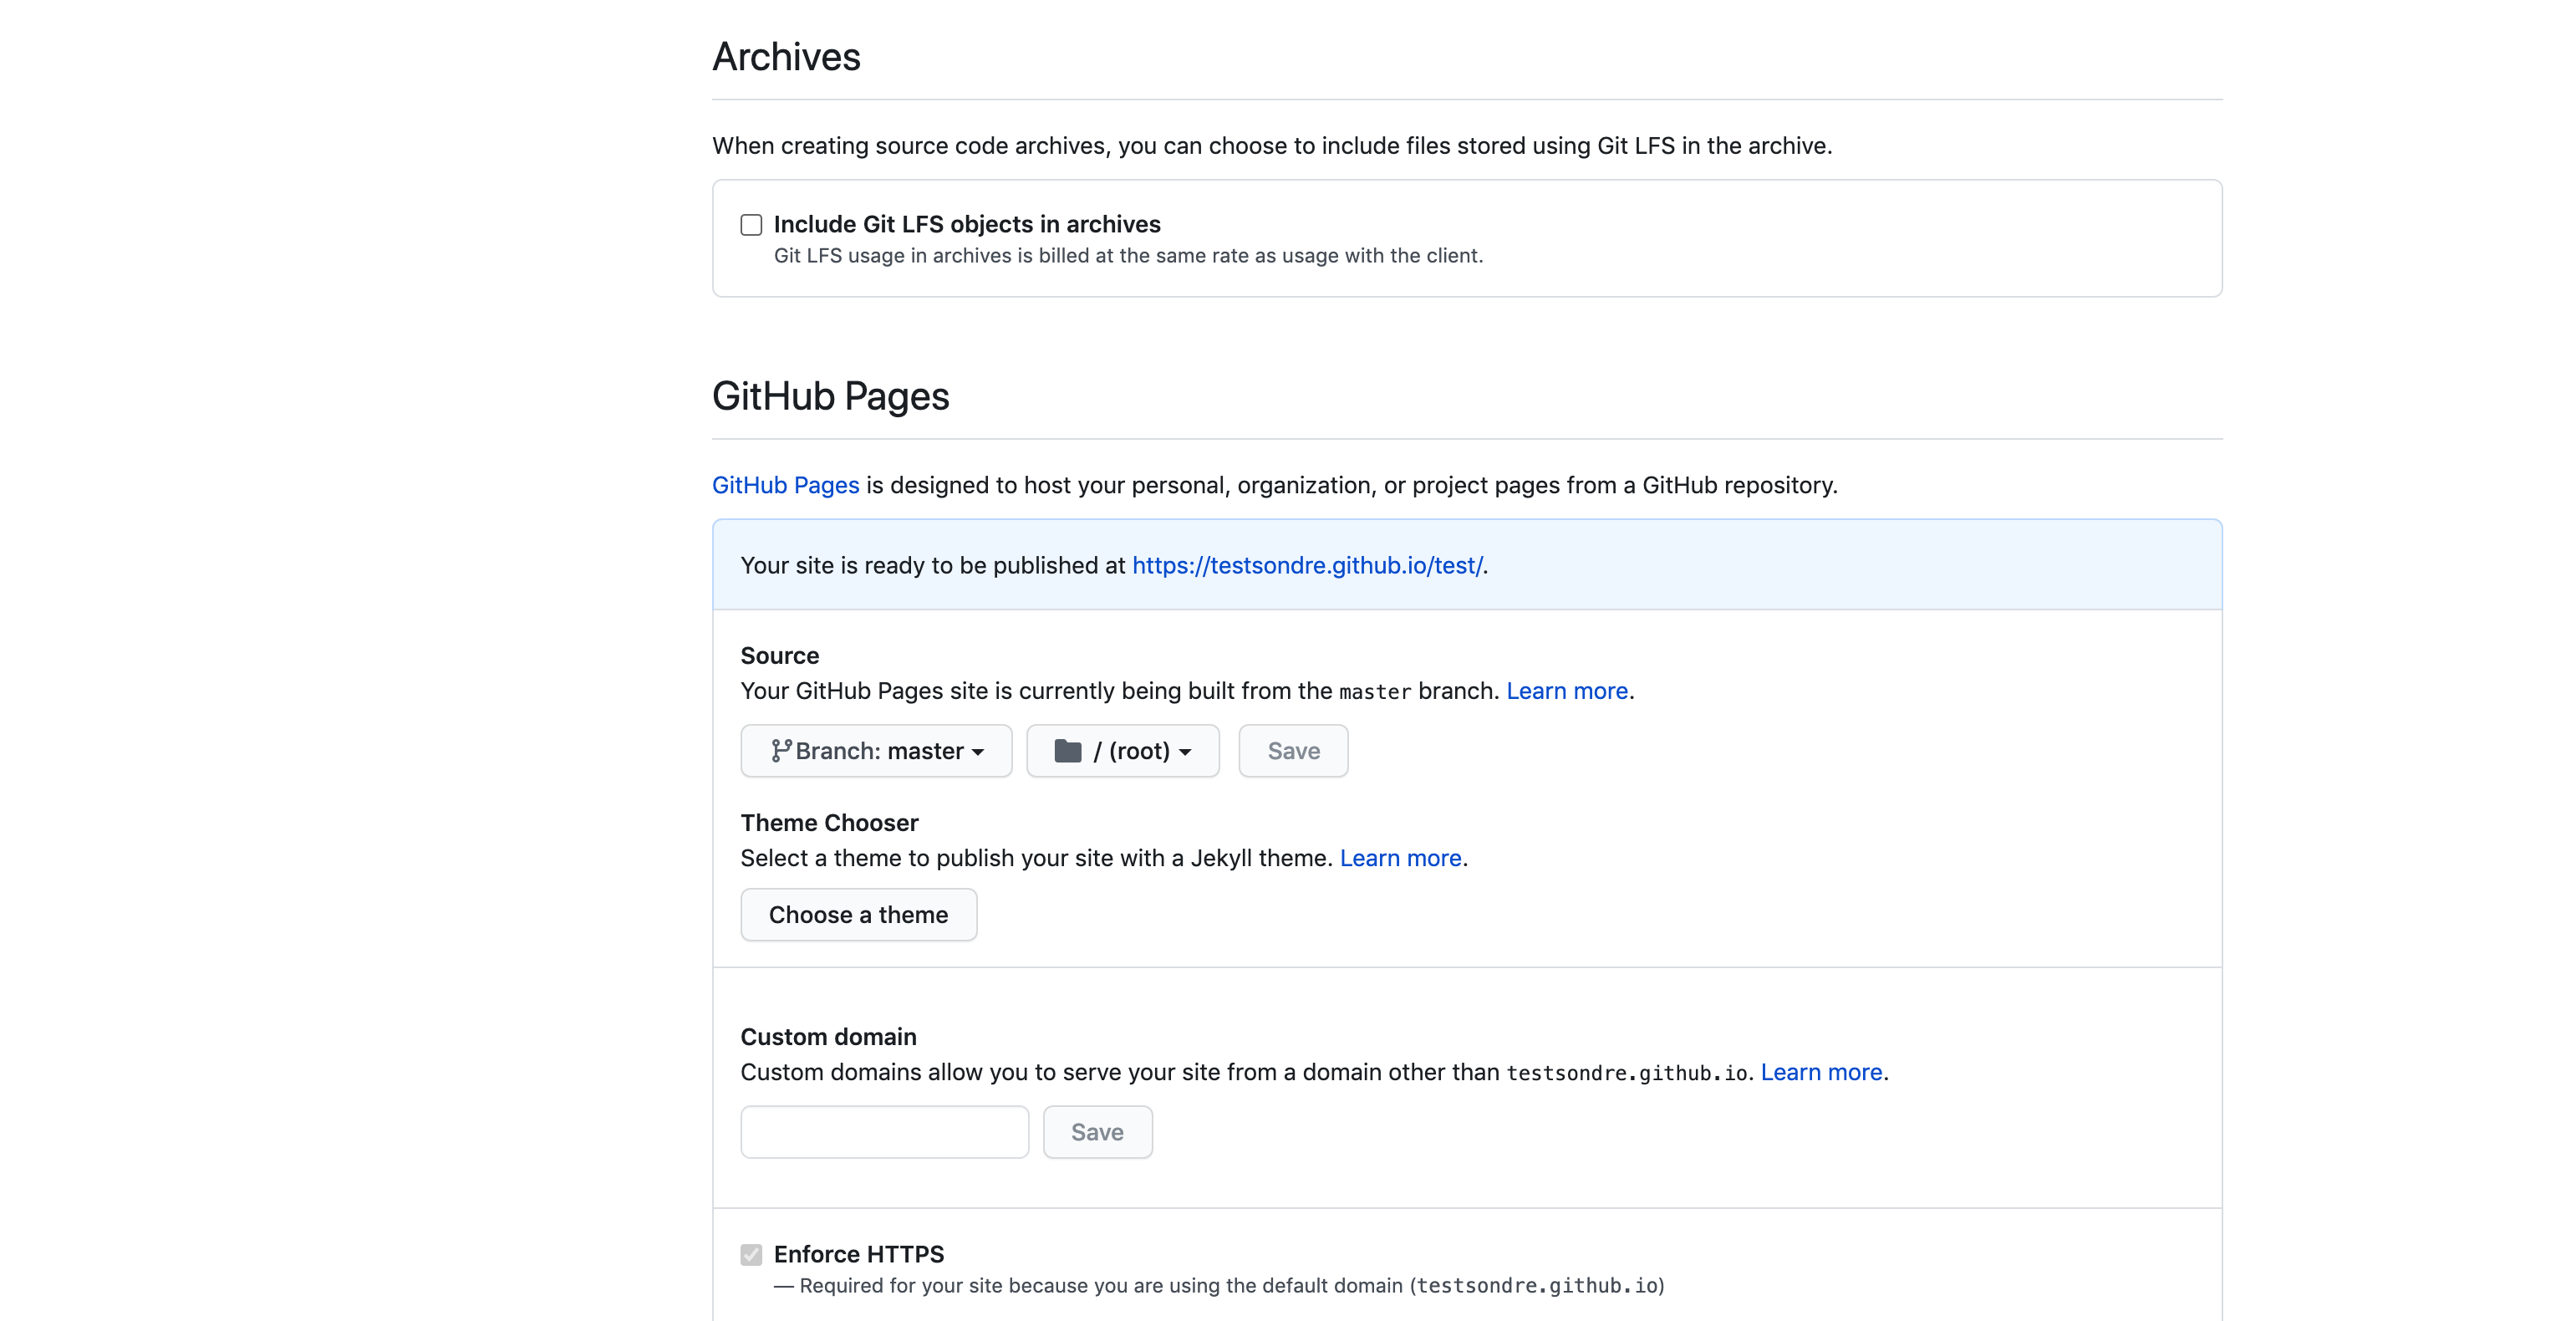 Archives
When creating source code archives, you can choose to include files stored using Git LFS in the archive.
Include Git LFS objects in archives
Git LFS usage in archives is billed at the same rate as usage with the client.
GitHub Pages
GitHub Pages is designed to host your personal, organization, or project pages from a GitHub repository.
Your site is ready to be published at https://testsondre.github.io/test/.
Source
Your GitHub Pages site is currently being built from the master branch. Learn more.
Branch: master / (root) Save
Theme Chooser
Select a theme to publish your site with a Jekyll theme. Learn more.
Choose a theme
Custom domain
Custom domains allow you to serve your site from a domain other than testsondre.github.io. Learn more.
Save
Enforce HTTPS
— Required for your site because you are using the default domain (testsondre.github.io)